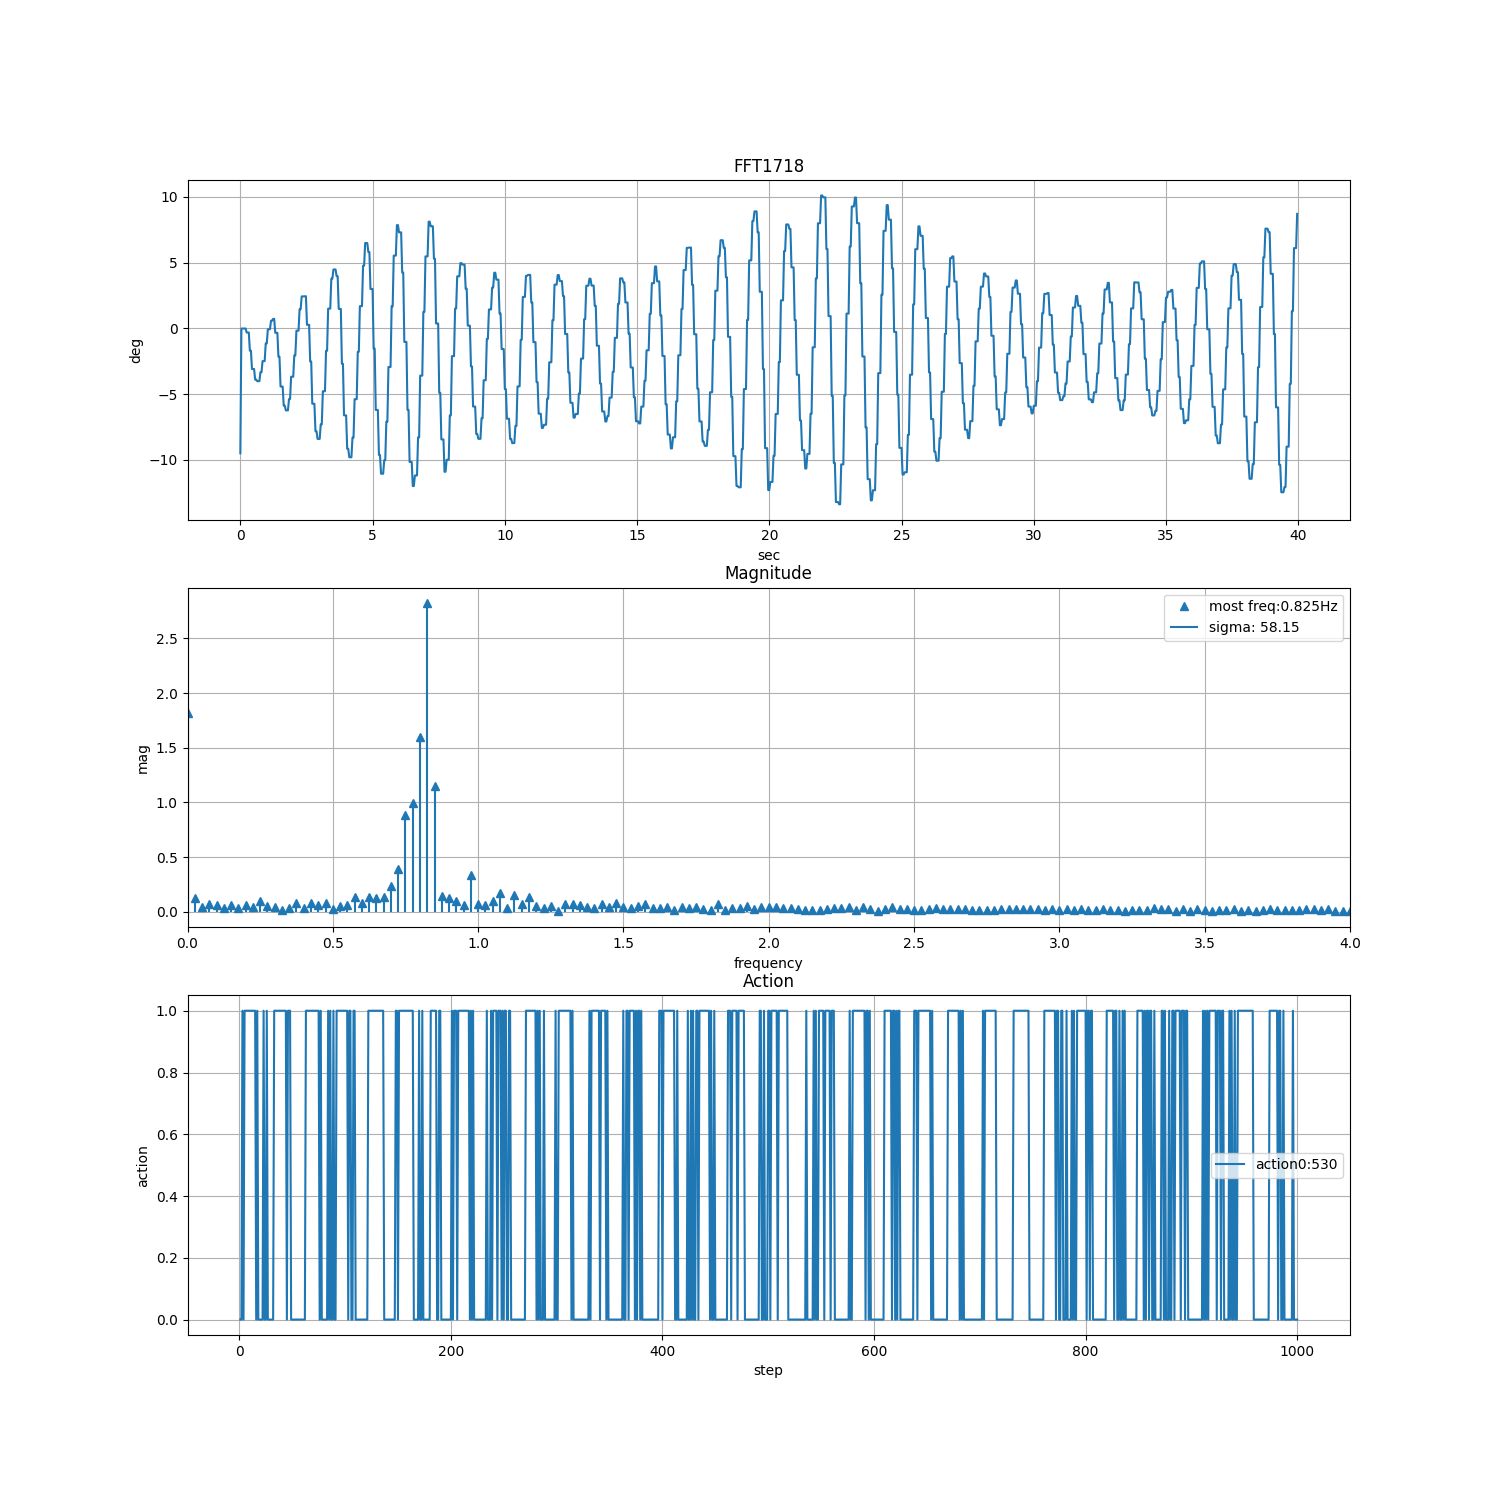 FFT1718
10
5
0
−5
−10
deg
0 5 10 15 20 25 30 35 40
sec
Magnitude
most freq:0.825Hz
sigma: 58.15
2.5
2.0
1.5
1.0
0.5
0.0
mag
0.0 0.5 1.0 1.5 2.0 2.5 3.0 3.5 4.0
frequency
Action
1.0
0.8
0.6
0.4
0.2
0.0
action
action0:530
0 200 400 600 800 1000
step